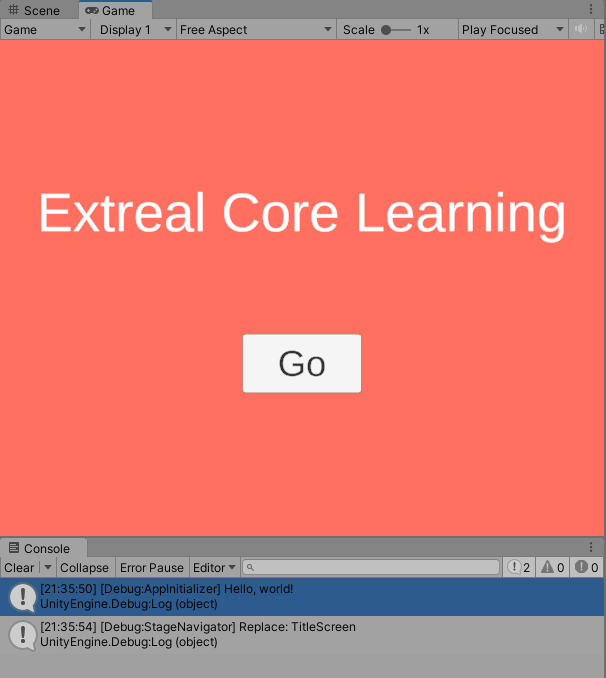 Scene Game
Game Display 1 Free Aspect Scale 1x Play Focused
Extreal Core Learning
Go
Console
Clear Collapse Error Pause Editor 2 0 0
[21:35:50] [Debug:AppInitializer] Hello, world!
UnityEngine.Debug:Log (object)
[21:35:54] [Debug:StageNavigator] Replace: TitleScreen
UnityEngine.Debug:Log (object)